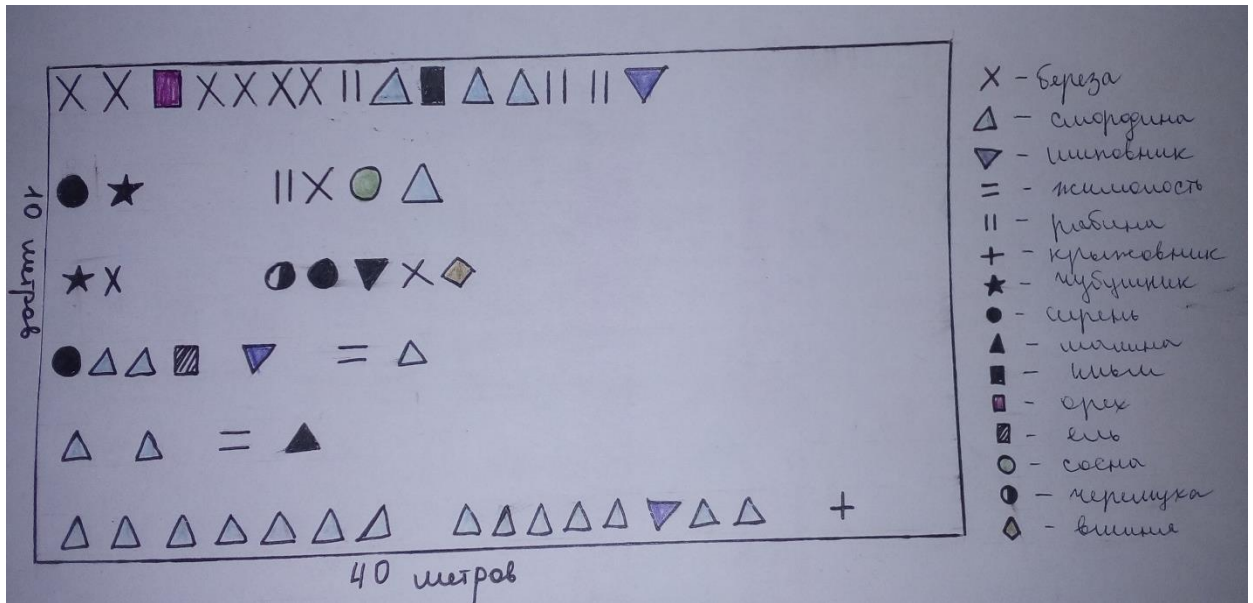 10 метров
40 метров
- береза
- смородина
- шиповник
- жимолость
- рябина
- крыжовник
- чубушник
- сирень
- малина
- ильм
- орех
- ель
- сосна
- черемуха
- вишня